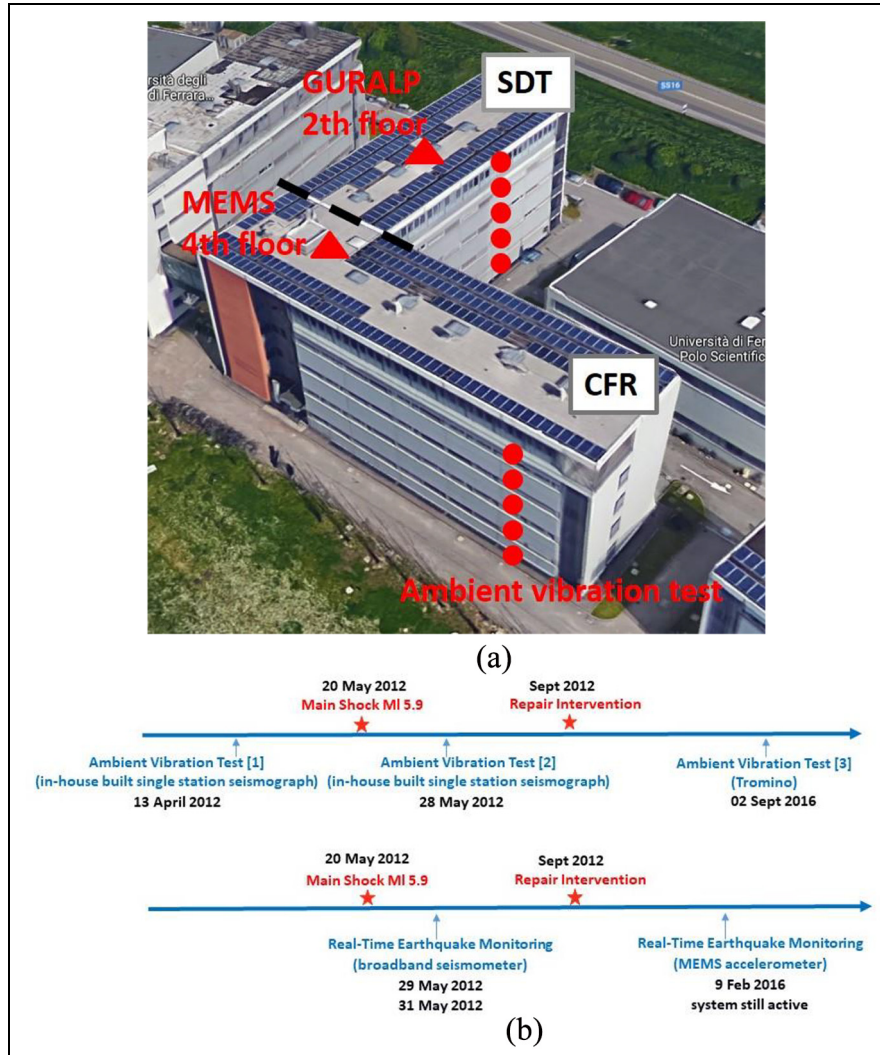 rsità degli
di Ferrara...
GURALP
2th floor
SDT
SS16
MEMS
4th floor
Università di Fer
Polo Scientific
CFR
Ambient vibration test
(a)
20 May 2012
Main Shock Ml 5.9
Sept 2012
Repair Intervention
Ambient Vibration Test [1]
(in-house built single station seismograph)
13 April 2012
Ambient Vibration Test [2]
(in-house built single station seismograph)
28 May 2012
Ambient Vibration Test [3]
(Tromino)
02 Sept 2016
20 May 2012
Main Shock Ml 5.9
Sept 2012
Repair Intervention
Real-Time Earthquake Monitoring
(broadband seismometer)
29 May 2012
31 May 2012
Real-Time Earthquake Monitoring
(MEMS accelerometer)
9 Feb 2016
system still active
(b)